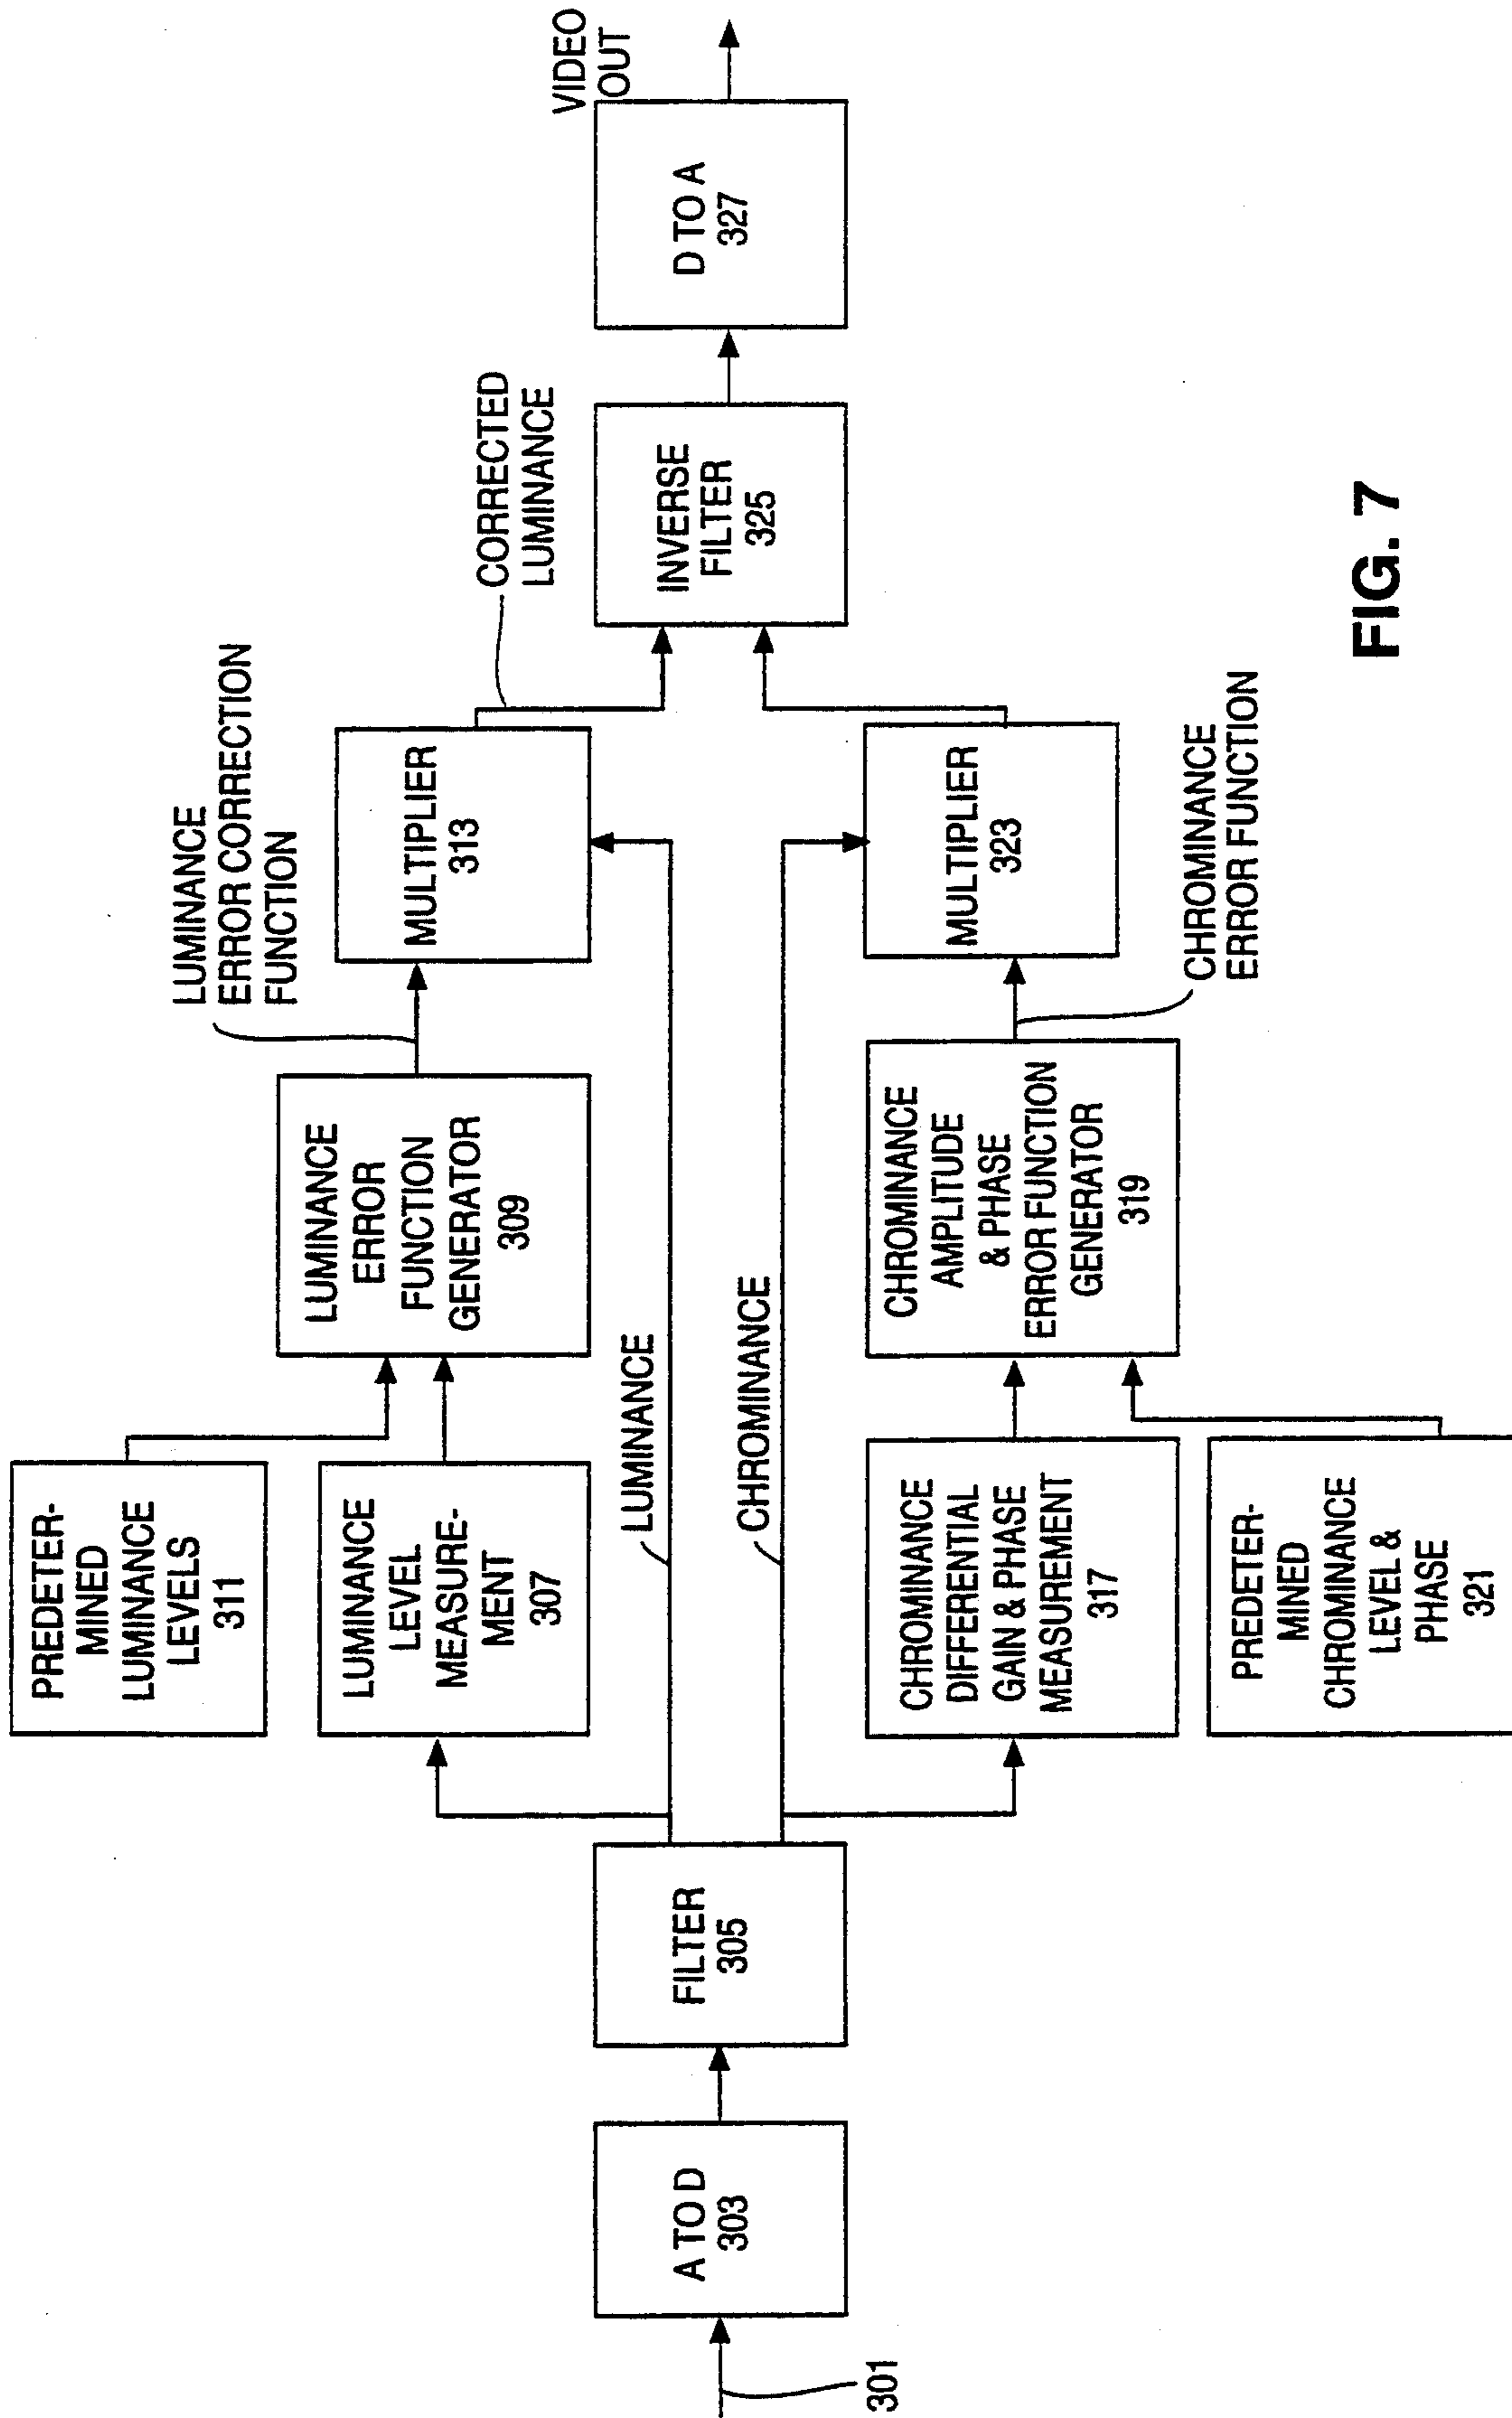 301
A TO D
303
FILTER
305
PREDETER-
MINED
LUMINANCE
LEVELS
311
LUMINANCE
LEVEL
MEASURE-
MENT
307
LUMINANCE
CHROMINANCE
CHROMINANCE
DIFFERENTIAL
GAIN & PHASE
MEASUREMENT
317
PREDETER-
MINED
CHROMINANCE
LEVEL &
PHASE
321
LUMINANCE
ERROR
FUNCTION
GENERATOR
309
CHROMINANCE
AMPLITUDE
& PHASE
ERROR FUNCTION
GENERATOR
319
LUMINANCE
ERROR CORRECTION
FUNCTION
MULTIPLIER
313
MULTIPLIER
323
CHROMINANCE
ERROR FUNCTION
CORRECTED
LUMINANCE
INVERSE
FILTER
325
D TO A
327
VIDEO
OUT
FIG. 7